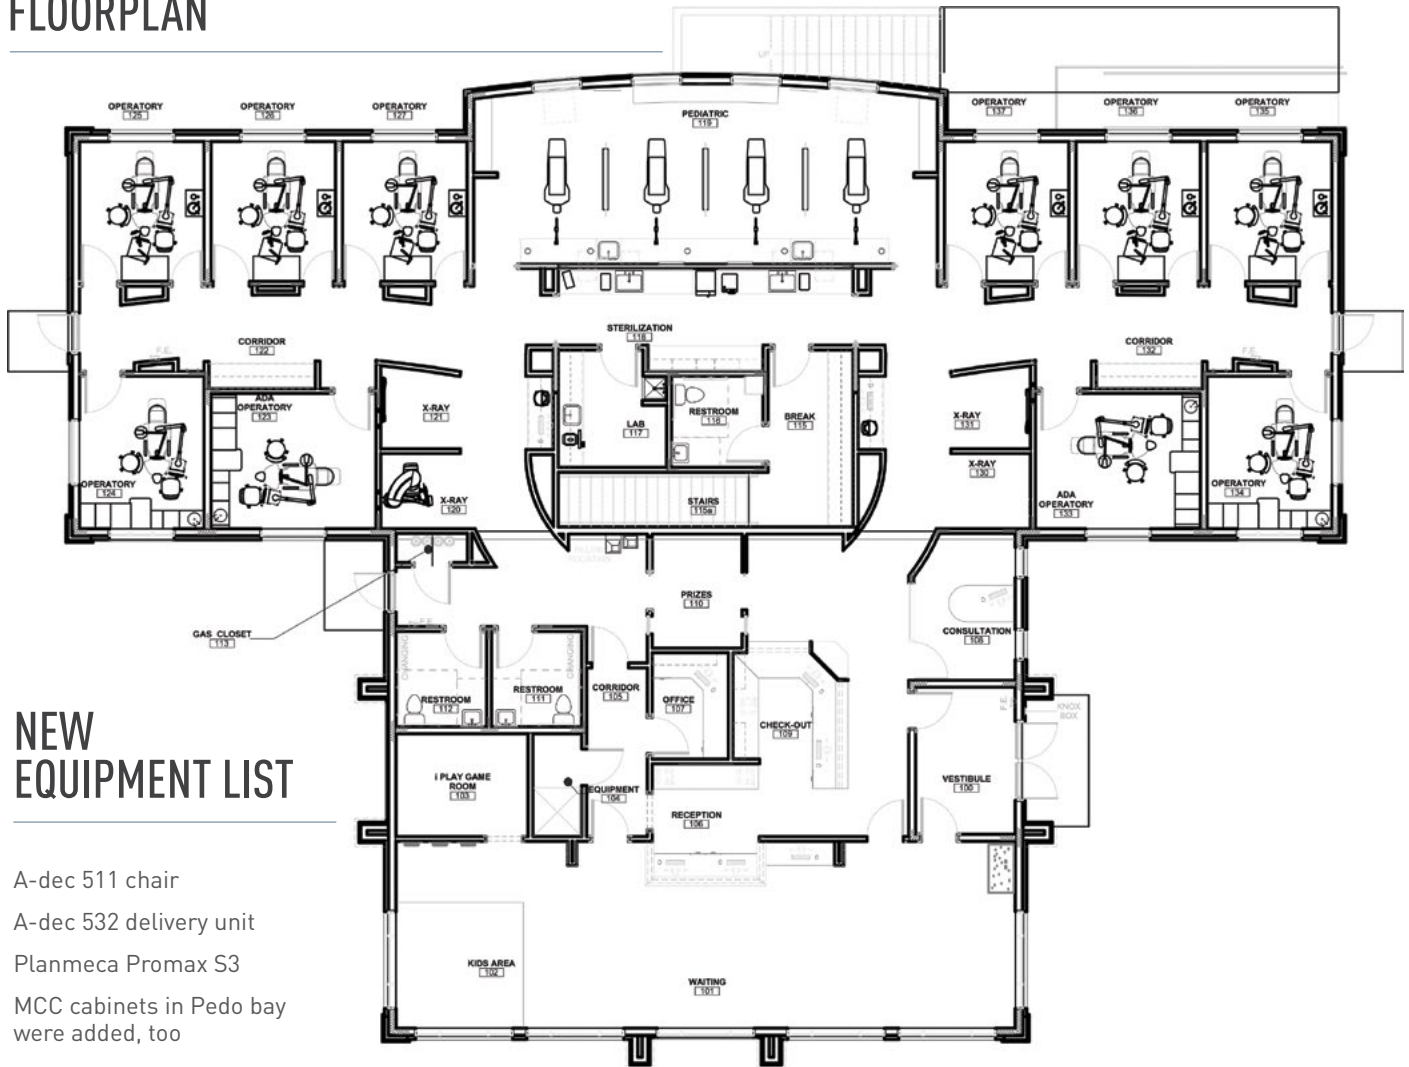 FLOORPLAN
UP
OPERATORY
125
OPERATORY
126
OPERATORY
127
PEDIATRIC
119
OPERATORY
137
OPERATORY
136
OPERATORY
135
STERILIZATION
118
CORRIDOR
122
CORRIDOR
132
F.E.
F.E.
ADA
OPERATORY
123
X-RAY
121
LAB
117
RESTROOM
116
BREAK
115
X-RAY
131
X-RAY
130
OPERATORY
124
X-RAY
120
STAIRS
115a
ADA
OPERATORY
133
OPERATORY
134
GAS CLOSET
113
F.E.
PRIZES
110
CONSULTATION
108
CHANGING
CHANGING
RESTROOM
112
RESTROOM
111
CORRIDOR
105
OFFICE
107
CHECK-OUT
109
F.E.
KNOX
BOX
NEW
EQUIPMENT LIST
i PLAY GAME
ROOM
103
EQUIPMENT
104
VESTIBULE
100
RECEPTION
106
A-dec 511 chair
A-dec 532 delivery unit
Planmeca Promax S3
MCC cabinets in Pedo bay
were added, too
KIDS AREA
102
WAITING
101